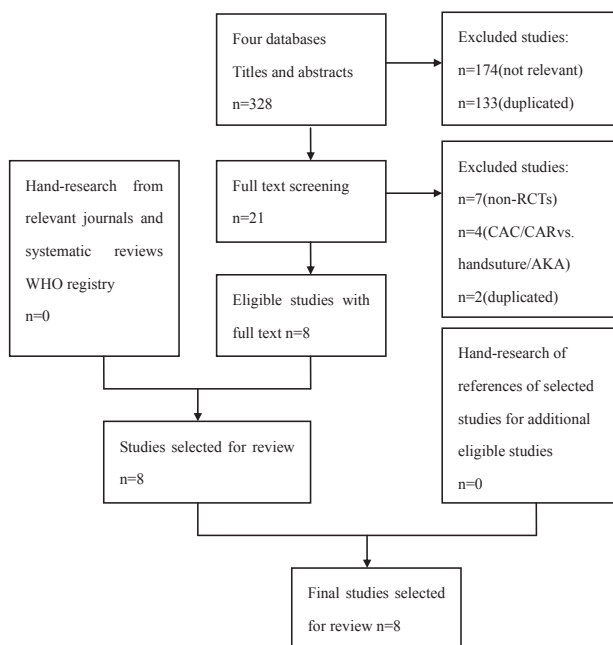 Four databases
Titles and abstracts
n=328
Excluded studies:
n=174(not relevant)
n=133(duplicated)
Hand-research from
relevant journals and
systematic reviews
WHO registry
n=0
Full text screening
n=21
Excluded studies:
n=7(non-RCTs)
n=4(CAC/CARvs.
handsuture/AKA)
n=2(duplicated)
Eligible studies with
full text n=8
Hand-research of
references of selected
studies for additional
eligible studies
n=0
Studies selected for review
n=8
Final studies selected
for review n=8